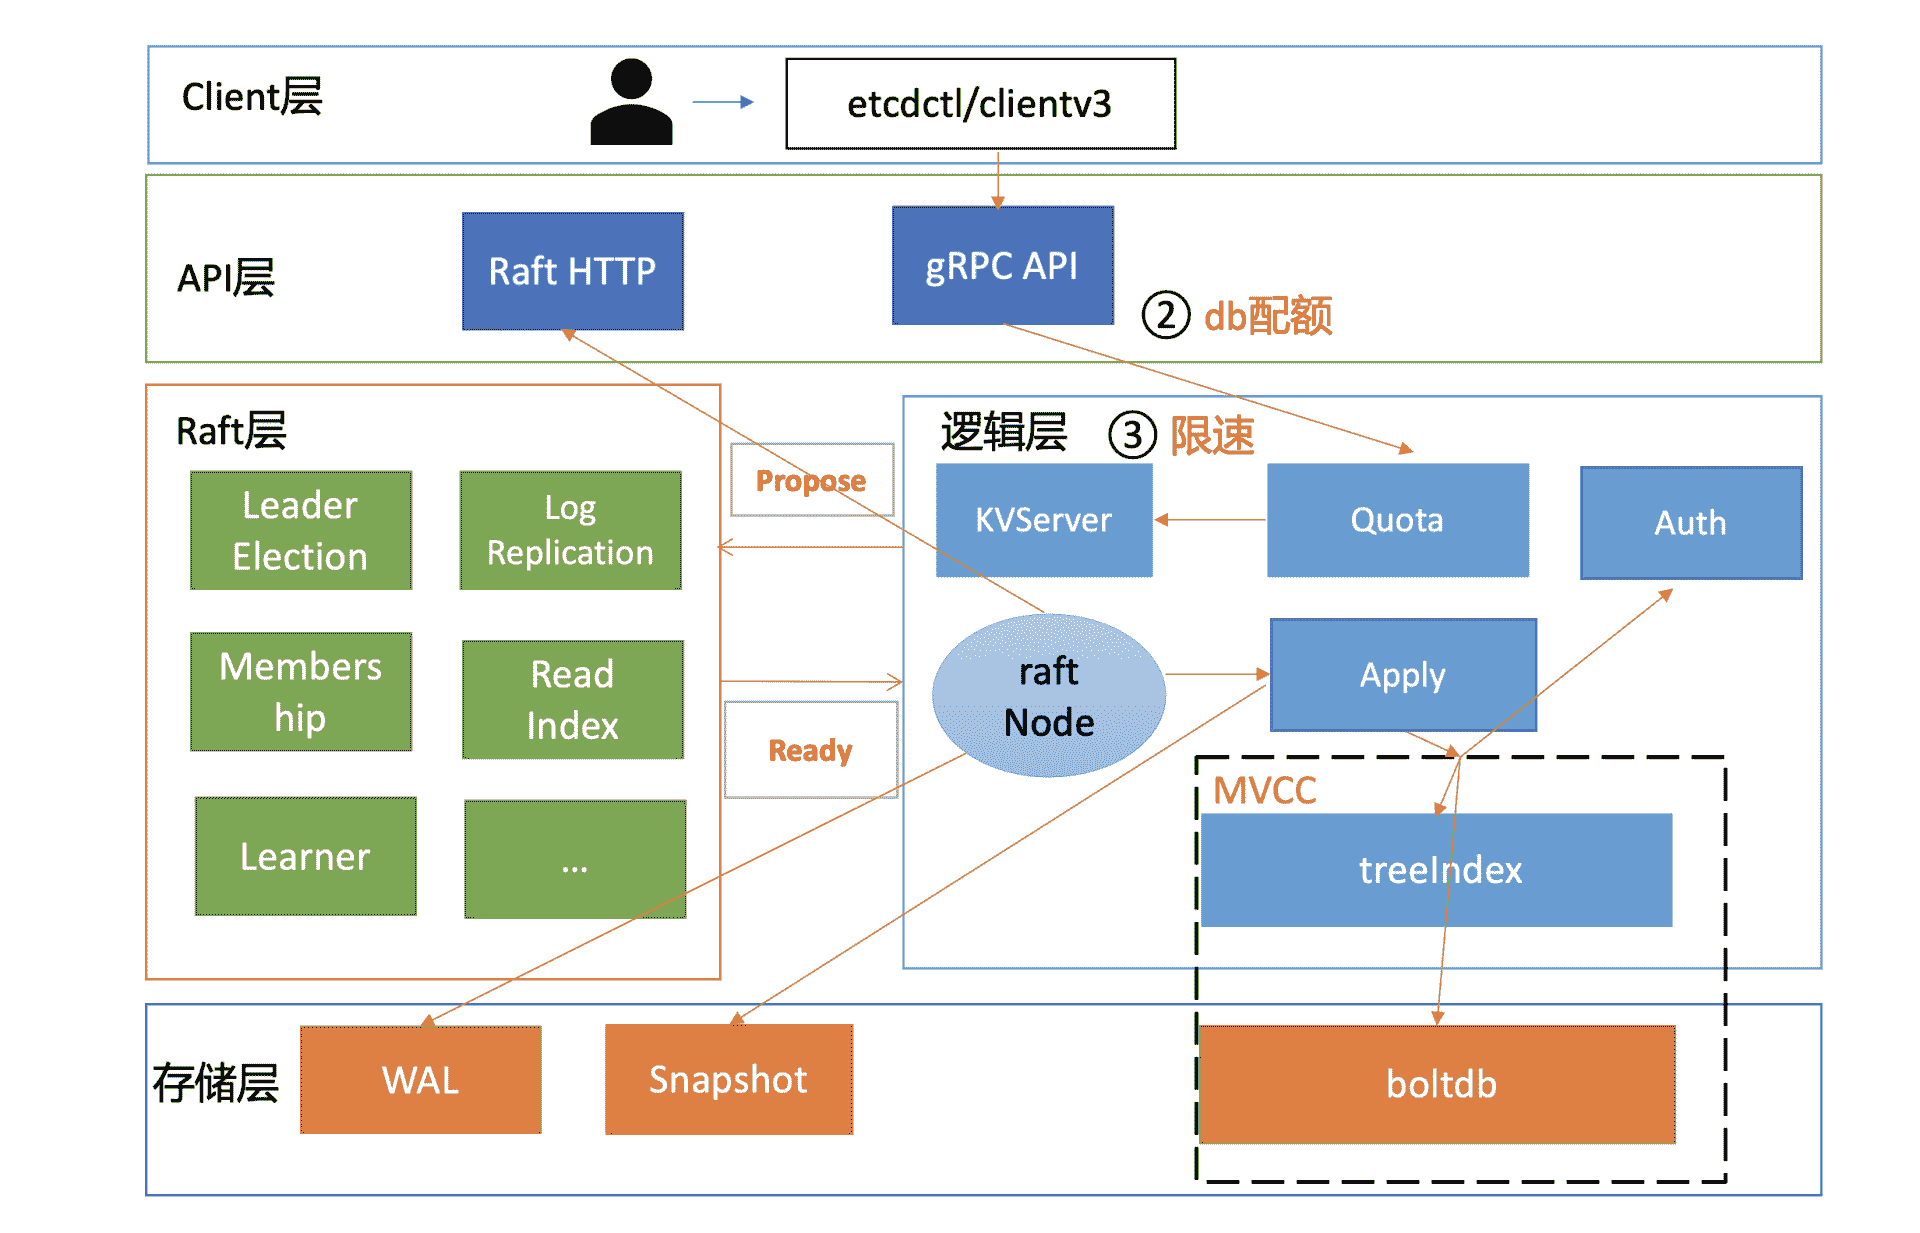 Client层
etcdctl/clientv3
API层
Raft HTTP
gRPC API
② db配额
Raft层
Leader
Election
Log
Replication
Members
hip
Read
Index
Learner
...
Propose
Ready
逻辑层
③ 限速
KVServer
Quota
Auth
raft
Node
Apply
MVCC
treeIndex
存储层
WAL
Snapshot
boltdb